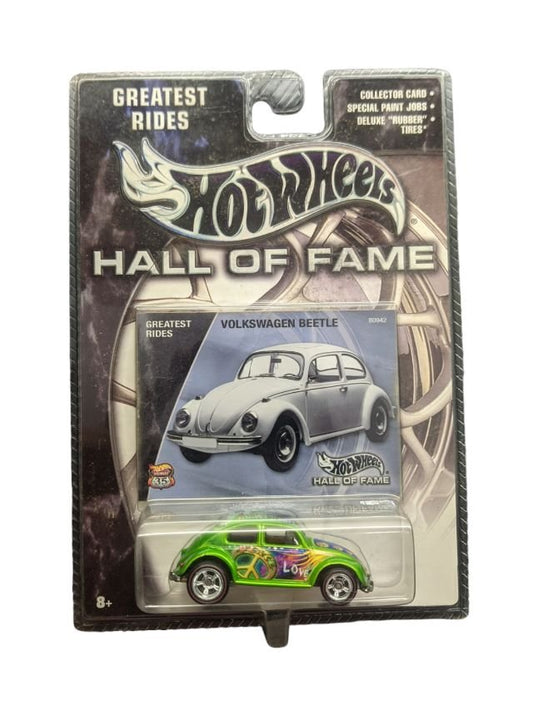 GREATEST
RIDES
COLLECTOR CARD •
SPECIAL PAINT JOBS •
DELUXE "RUBBER" •
TIRES*
HOT WHEELS
®
HALL OF FAME
GREATEST
RIDES
VOLKSWAGEN BEETLE
B0942
HOT WHEELS
HALL OF FAME
35
LOVE
8+